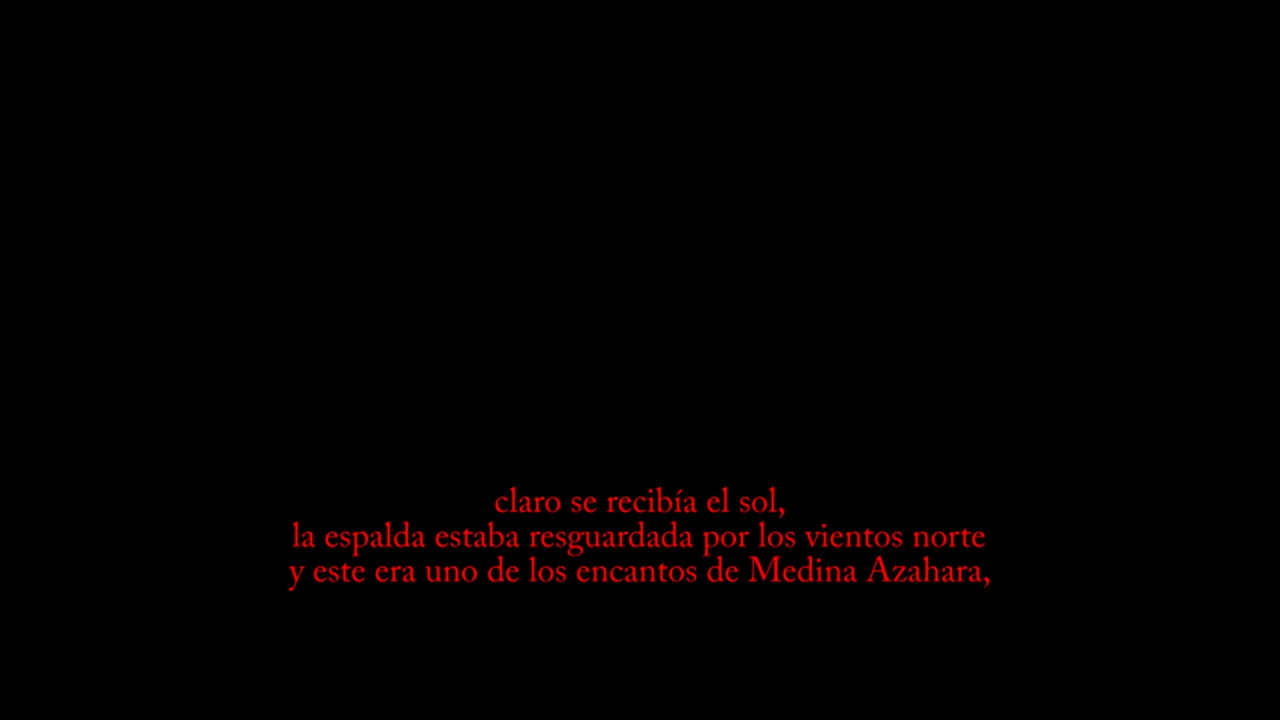 claro se recibía el sol,
la espalda estaba resguardada por los vientos norte
y este era uno de los encantos de Medina Azahara,